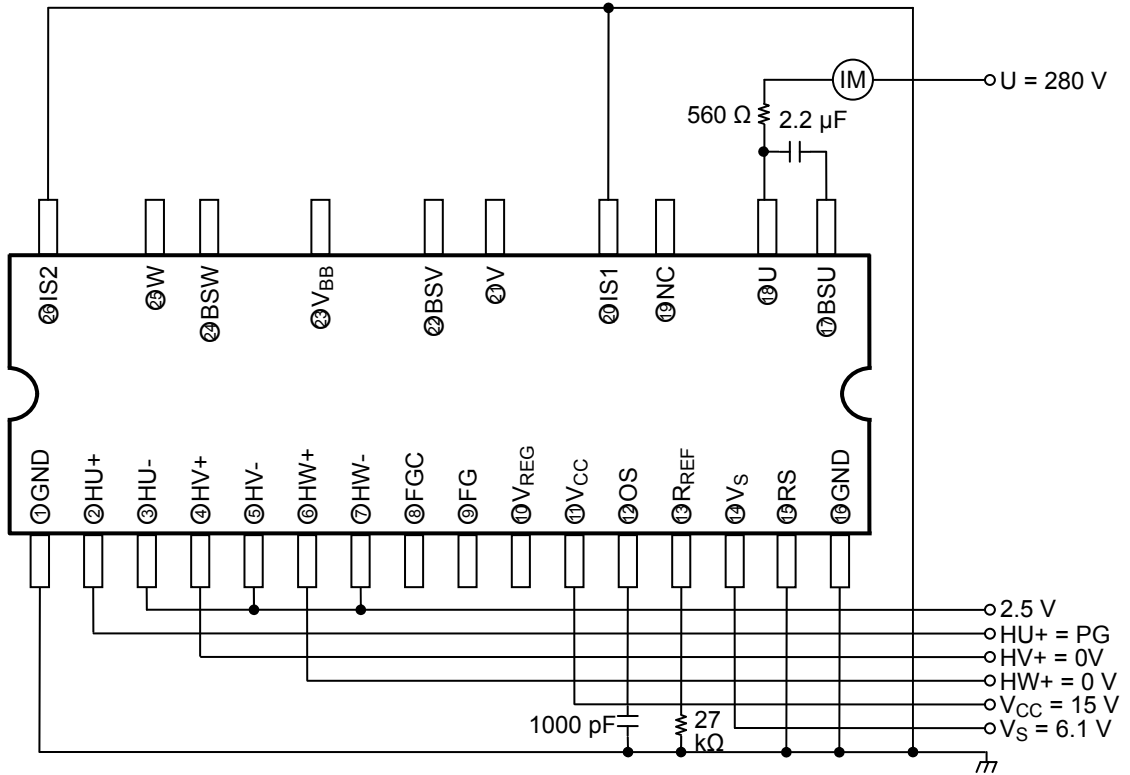 IM
U = 280 V
560 Ω
2.2 µF
㉖IS2
㉕W
㉔BSW
㉓VBB
㉒BSV
㉑V
⑳IS1
⑲NC
⑱U
⑰BSU
①GND
②HU+
③HU-
④HV+
⑤HV-
⑥HW+
⑦HW-
⑧FGC
⑨FG
⑩VREG
⑪VCC
⑫OS
⑬RREF
⑭VS
⑮RS
⑯GND
2.5 V
HU+ = PG
HV+ = 0V
HW+ = 0 V
VCC = 15 V
VS = 6.1 V
1000 pF
27
kΩ